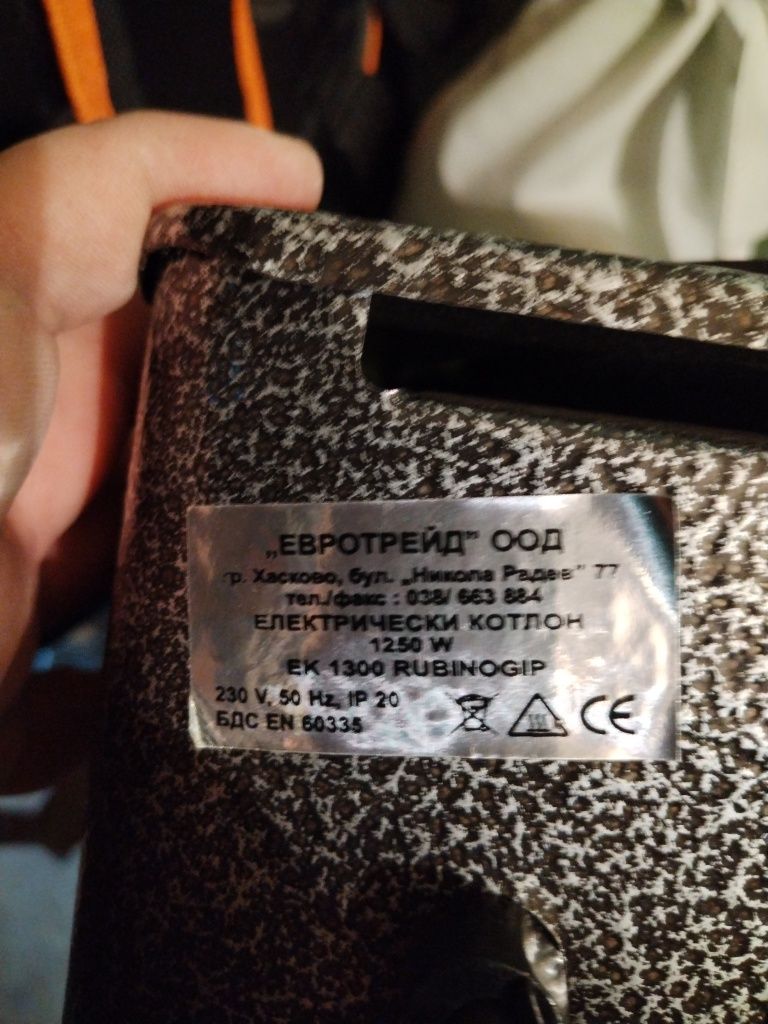 „ЕВРОТРЕЙД" ООД
гр. Хасково, бул. „Никола Радев" 77
тел./факс : 038/ 663 884
ЕЛЕКТРИЧЕСКИ КОТЛОН
1250 W
ЕК 1300 RUBINOGIP
230 V, 50 Hz, IP 20
БДС EN 60335
CE